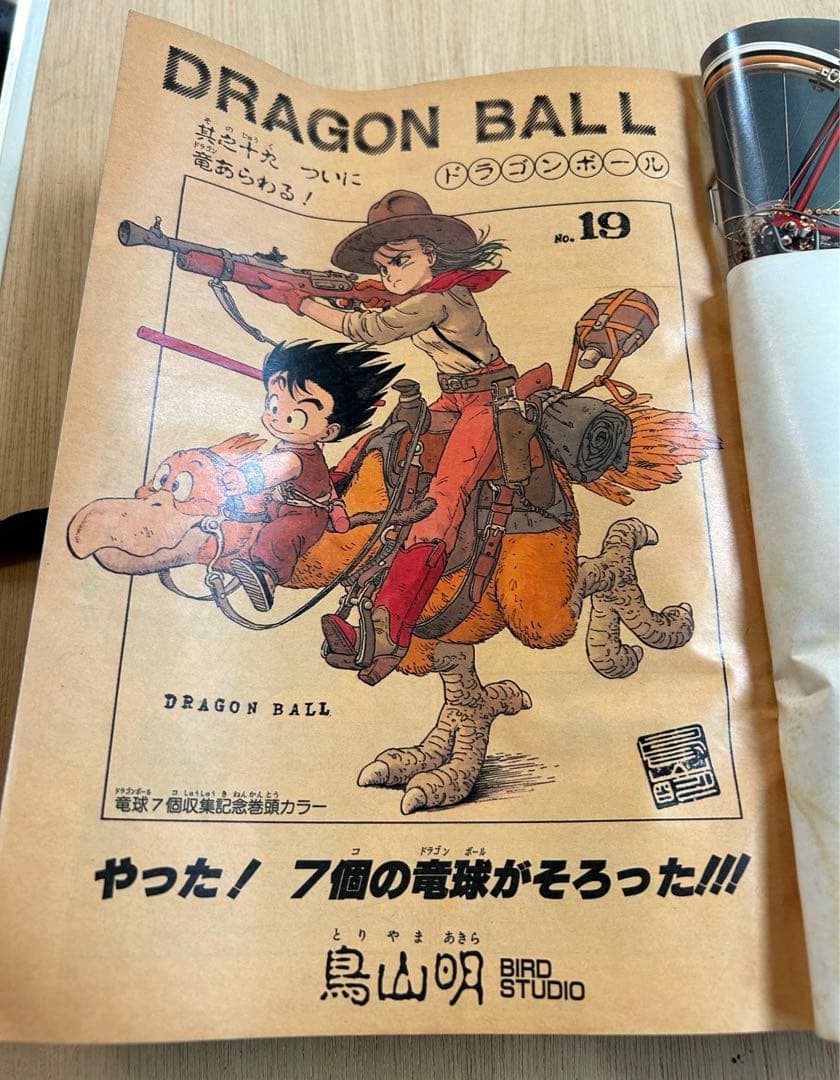 DRAGON BALL
其之十九 ついに
竜あらわる!
ドラゴンボール
No. 19
DRAGON BALL
竜球7個収集記念巻頭カラー
やった! 7個の竜球がそろった!!!
鳥山明 BIRD STUDIO